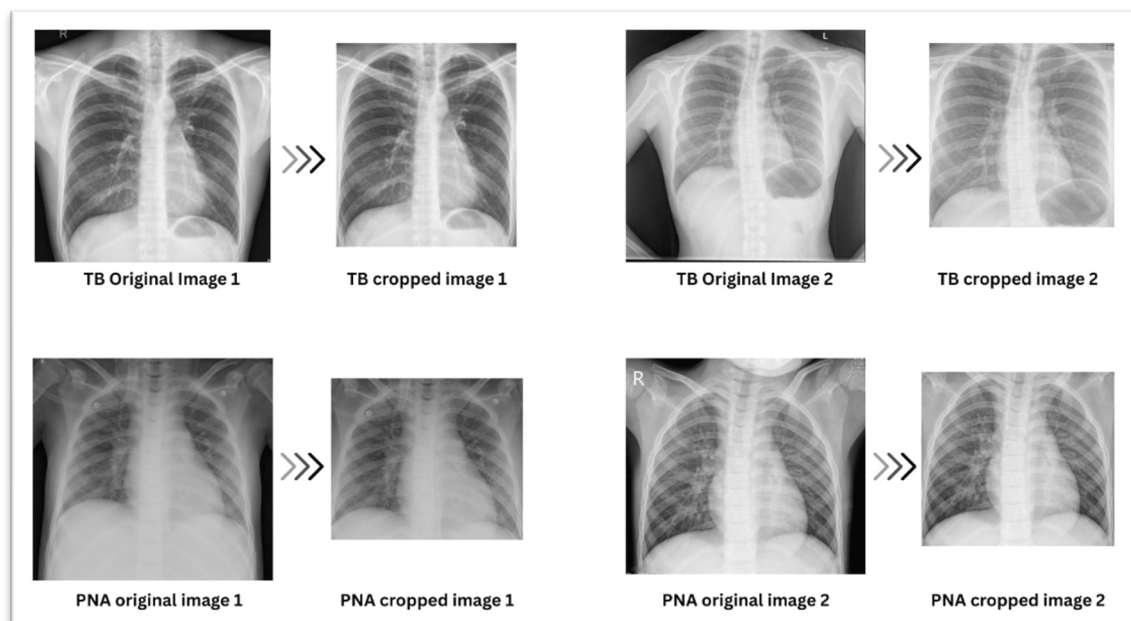 R
L
TB Original Image 1
TB cropped image 1
TB Original Image 2
TB cropped image 2
R
PNA original image 1
PNA cropped image 1
PNA original image 2
PNA cropped image 2